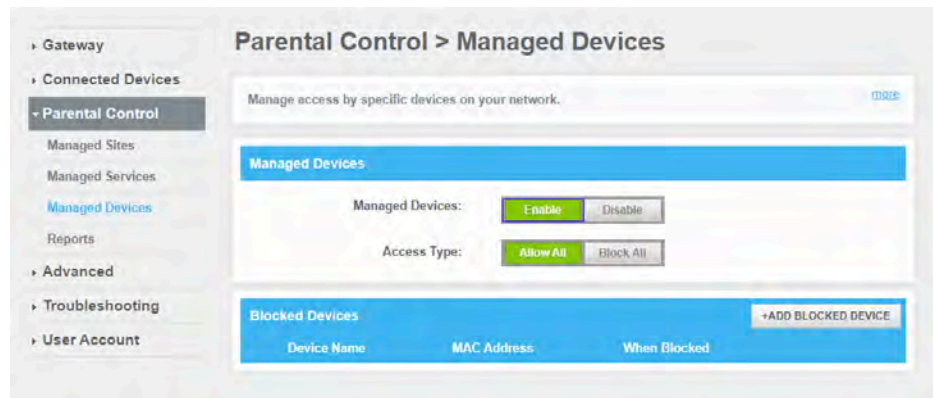 Gateway
Connected Devices
Parental Control
Managed Sites
Managed Services
Managed Devices
Reports
Advanced
Troubleshooting
User Account
Parental Control > Managed Devices
Manage access by specific devices on your network.
more
Managed Devices
Managed Devices: Enable Disable
Access Type: Allow All Block All
Blocked Devices +ADD BLOCKED DEVICE
Device Name MAC Address When Blocked